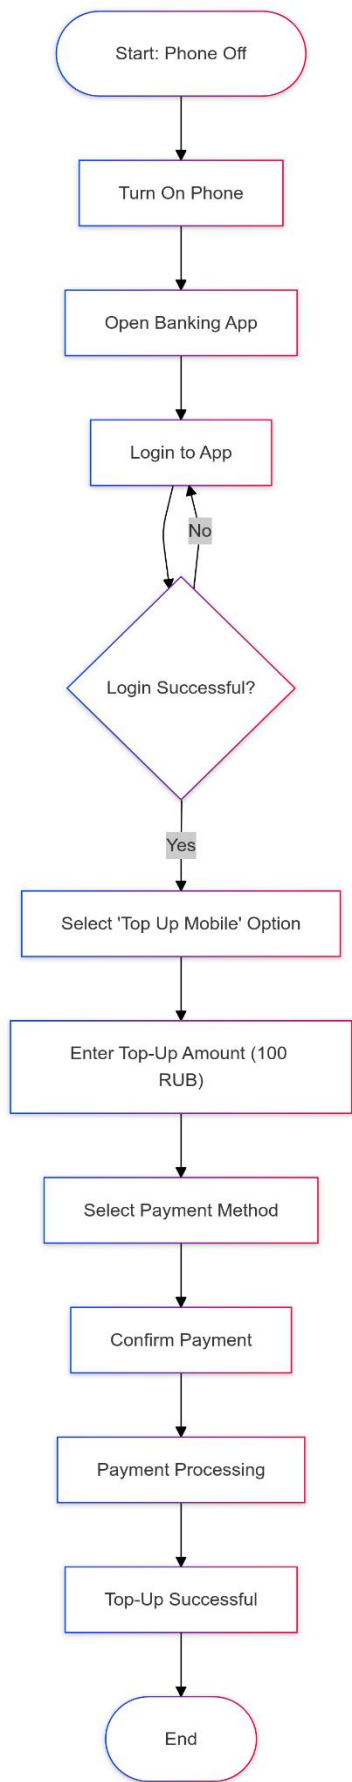 Start: Phone Off
Turn On Phone
Open Banking App
Login to App
No
Login Successful?
Yes
Select 'Top Up Mobile' Option
Enter Top-Up Amount (100
RUB)
Select Payment Method
Confirm Payment
Payment Processing
Top-Up Successful
End